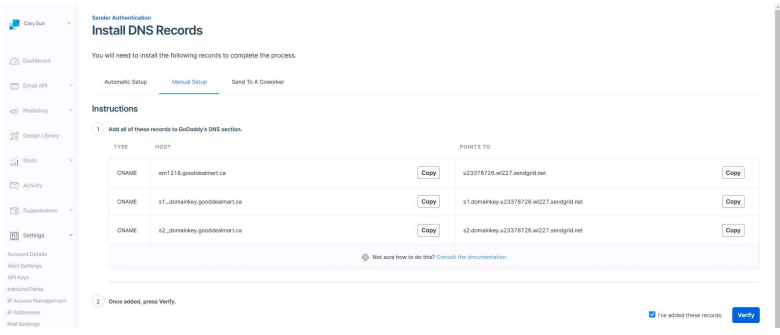 Cary Sun
Dashboard
Email API
Marketing
Design Library
Stats
Activity
Suppressions
Settings
Account Details
Alert Settings
API Keys
Inbound Parse
IP Access Management
IP Addresses
Mail Settings
Sender Authentication
Install DNS Records
You will need to install the following records to complete the process.
Automatic Setup Manual Setup Send To A Coworker
Instructions
1 Add all of these records to GoDaddy's DNS section.
TYPE HOST POINTS TO
CNAME em1218.gooddealmart.ca Copy u23378726.wl227.sendgrid.net Copy
CNAME s1._domainkey.gooddealmart.ca Copy s1.domainkey.u23378726.wl227.sendgrid.net Copy
CNAME s2._domainkey.gooddealmart.ca Copy s2.domainkey.u23378726.wl227.sendgrid.net Copy
Not sure how to do this? Consult the documentation
2 Once added, press Verify.
I've added these records. Verify